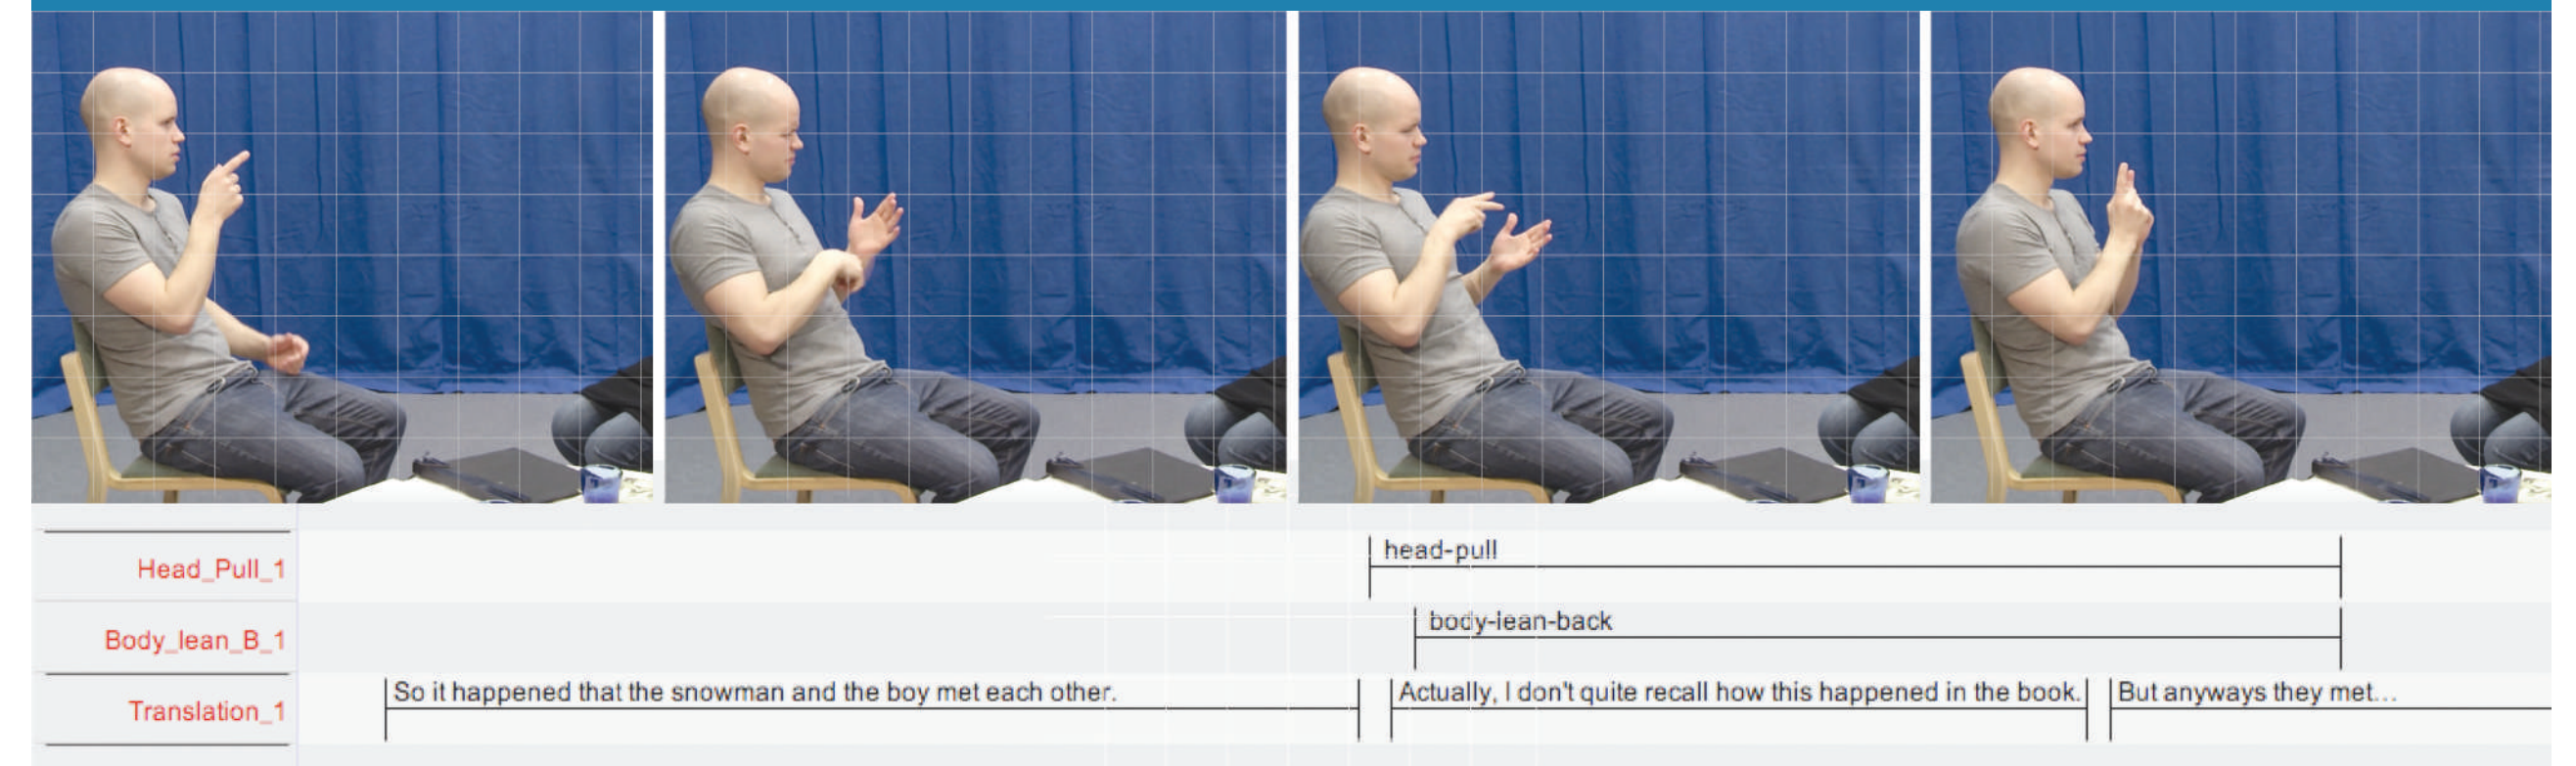 Head_Pull_1
head-pull
Body_lean_B_1
body-lean-back
Translation_1
So it happened that the snowman and the boy met each other.
Actually, I don't quite recall how this happened in the book.
But anyways they met...